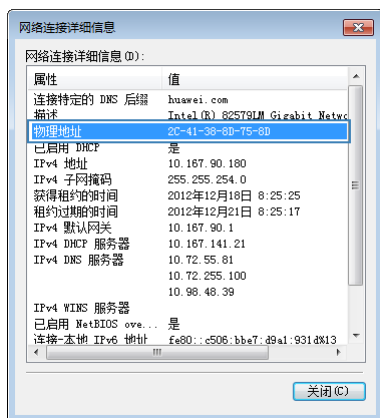 网络连接详细信息
网络连接详细信息(D):
属性 值
连接特定的 DNS 后缀 huawei.com
描述 Intel(R) 82579LM Gigabit Netwo
物理地址 2C-41-38-8D-75-8D
已启用 DHCP 是
IPv4 地址 10.167.90.180
IPv4 子网掩码 255.255.254.0
获得租约的时间 2012年12月18日 8:25:25
租约过期的时间 2012年12月21日 8:25:17
IPv4 默认网关 10.167.90.1
IPv4 DHCP 服务器 10.167.141.21
IPv4 DNS 服务器 10.72.55.81
10.72.255.100
10.98.48.39
IPv4 WINS 服务器
已启用 NetBIOS ove... 是
连接-本地 IPv6 地址 fe80::c506:bbe7:d9a1:931d%13
关闭(C)